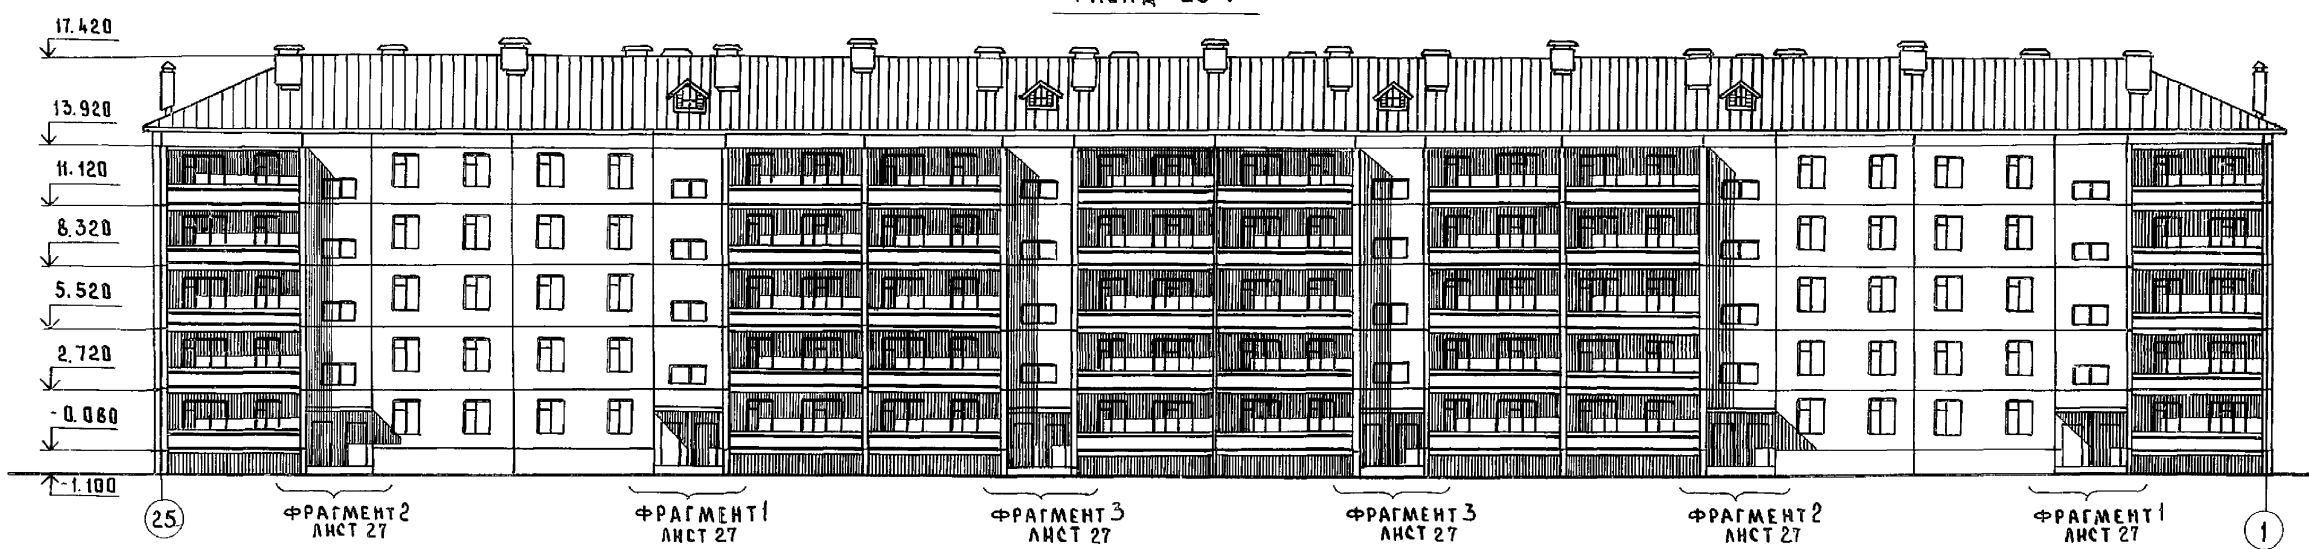 17.420
13.920
11.120
8.320
5.520
2.720
-0.080
-1.100
25
ФРАГМЕНТ 2
ЛИСТ 27
ФРАГМЕНТ 1
ЛИСТ 27
ФРАГМЕНТ 3
ЛИСТ 27
ФРАГМЕНТ 3
ЛИСТ 27
ФРАГМЕНТ 2
ЛИСТ 27
ФРАГМЕНТ 1
ЛИСТ 27
1